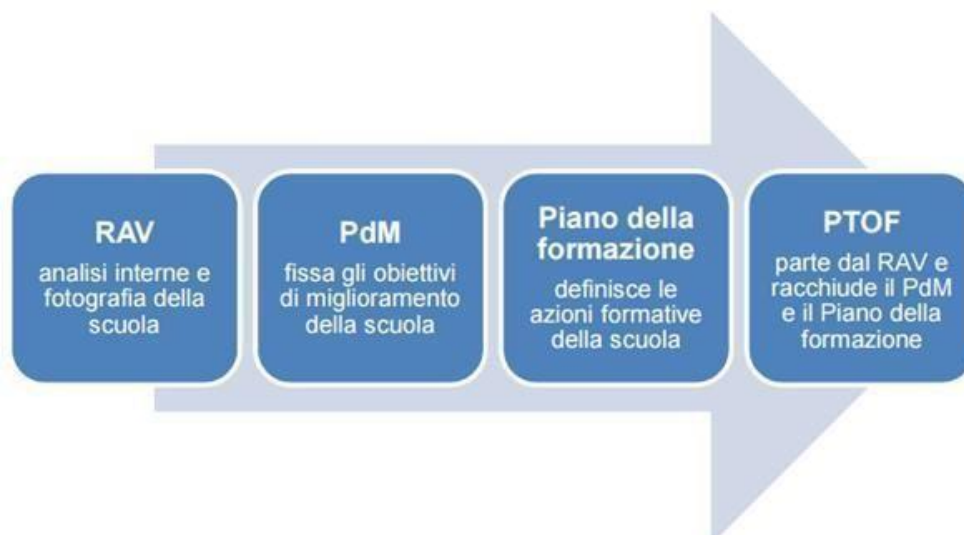 RAV
analisi interne e
fotografia della
scuola
PdM
fissa gli obiettivi
di miglioramento
della scuola
Piano della
formazione
definisce le
azioni formative
della scuola
PTOF
parte dal RAV e
racchiude il PdM
e il Piano della
formazione